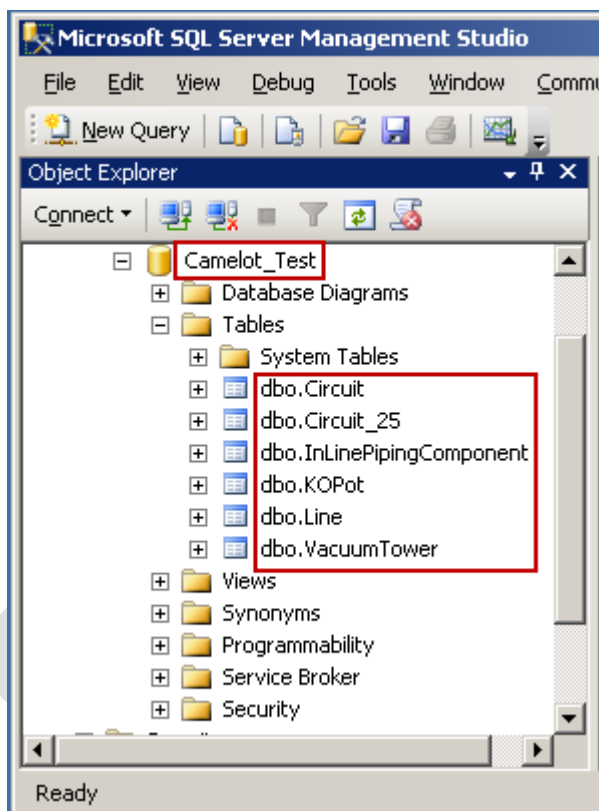 Microsoft SQL Server Management Studio
File Edit View Debug Tools Window
New Query
Object Explorer
Connect
Camelot_Test
Database Diagrams
Tables
System Tables
dbo.Circuit
dbo.Circuit_25
dbo.InLinePipingComponent
dbo.KOPot
dbo.Line
dbo.VacuumTower
Views
Synonyms
Programmability
Service Broker
Security
Ready